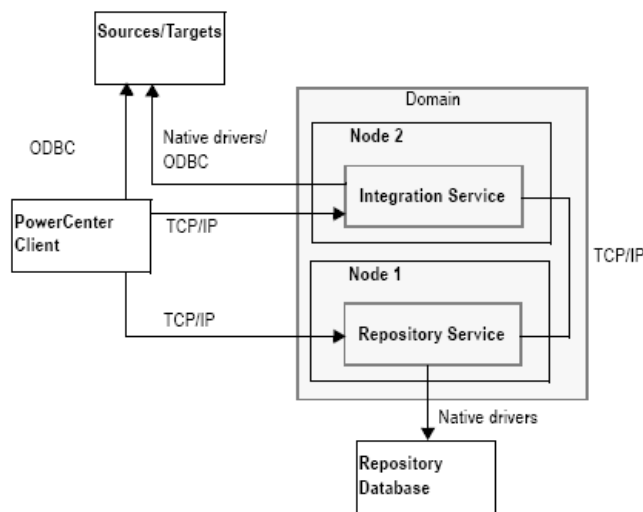 Sources/Targets
Domain
Node 2
Native drivers/
ODBC
ODBC
Integration Service
PowerCenter
Client
TCP/IP
TCP/IP
Node 1
TCP/IP
Repository Service
Native drivers
Repository
Database